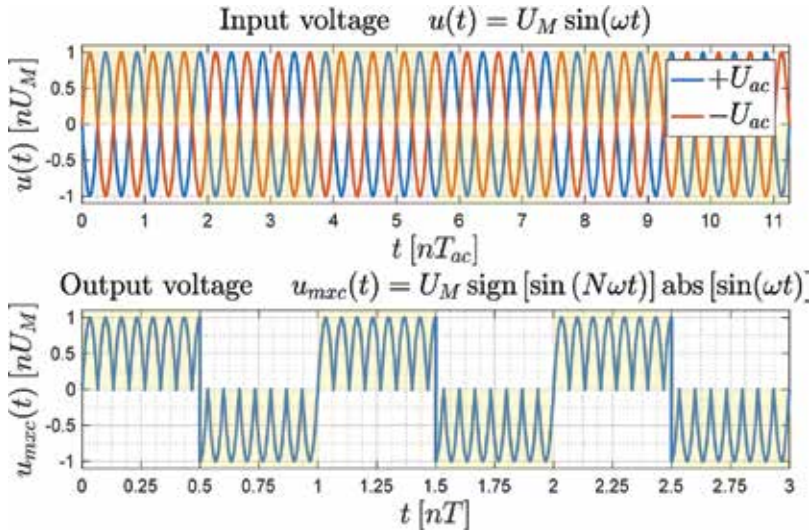 Input voltage u(t) = U_M sin(ωt)
u(t) [nU_M]
1
0.5
0
-0.5
-1
+U_ac
-U_ac
0 1 2 3 4 5 6 7 8 9 10 11
t [nT_ac]
Output voltage u_mxc(t) = U_M sign [sin (Nωt)] abs [sin(ωt)]
u_mxc(t) [nU_M]
1
0.5
0
-0.5
-1
0 0.25 0.5 0.75 1 1.25 1.5 1.75 2 2.25 2.5 2.75 3
t [nT]